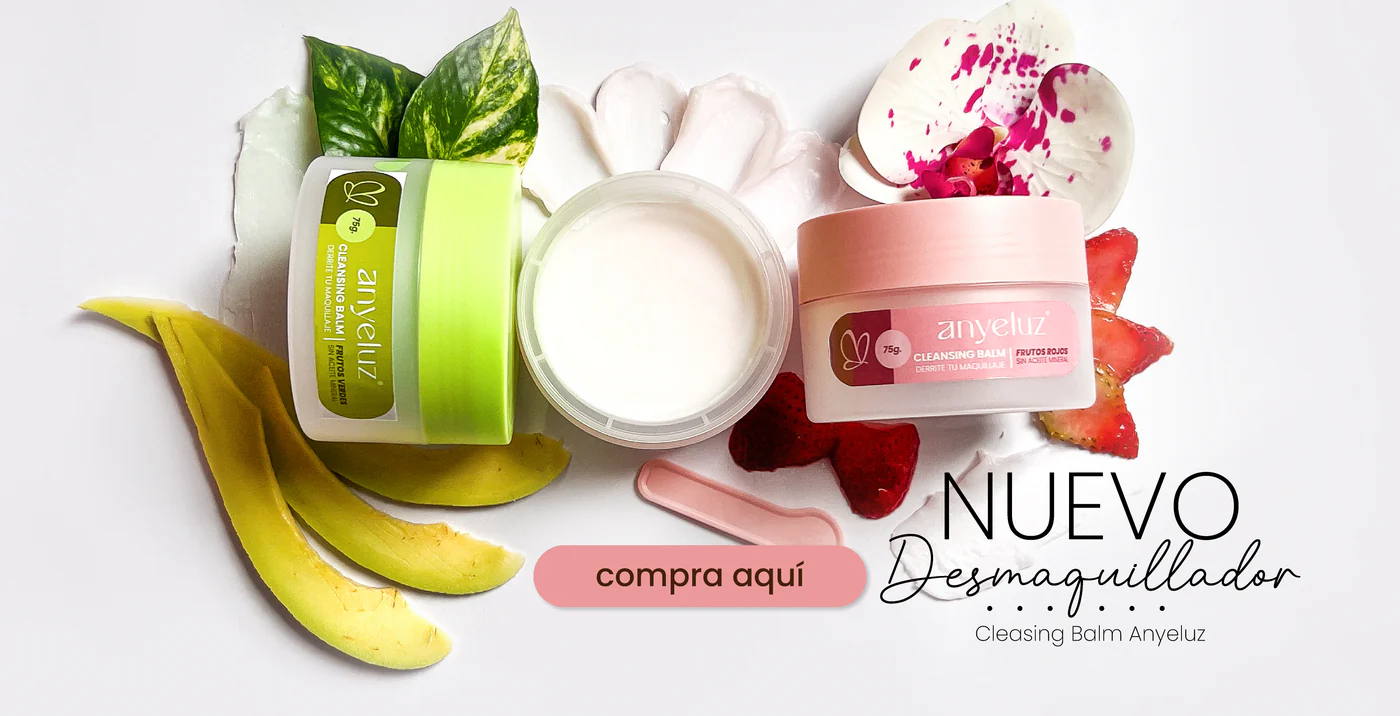 anyeluz®
75g.
CLEANSING BALM
DERRITE TU MAQUILLAJE
FRUTOS VERDES
SIN ACEITE MINERAL
anyeluz®
75g.
CLEANSING BALM
DERRITE TU MAQUILLAJE
FRUTOS ROJOS
SIN ACEITE MINERAL
compra aquí
NUEVO
Desmaquillador
Cleasing Balm Anyeluz